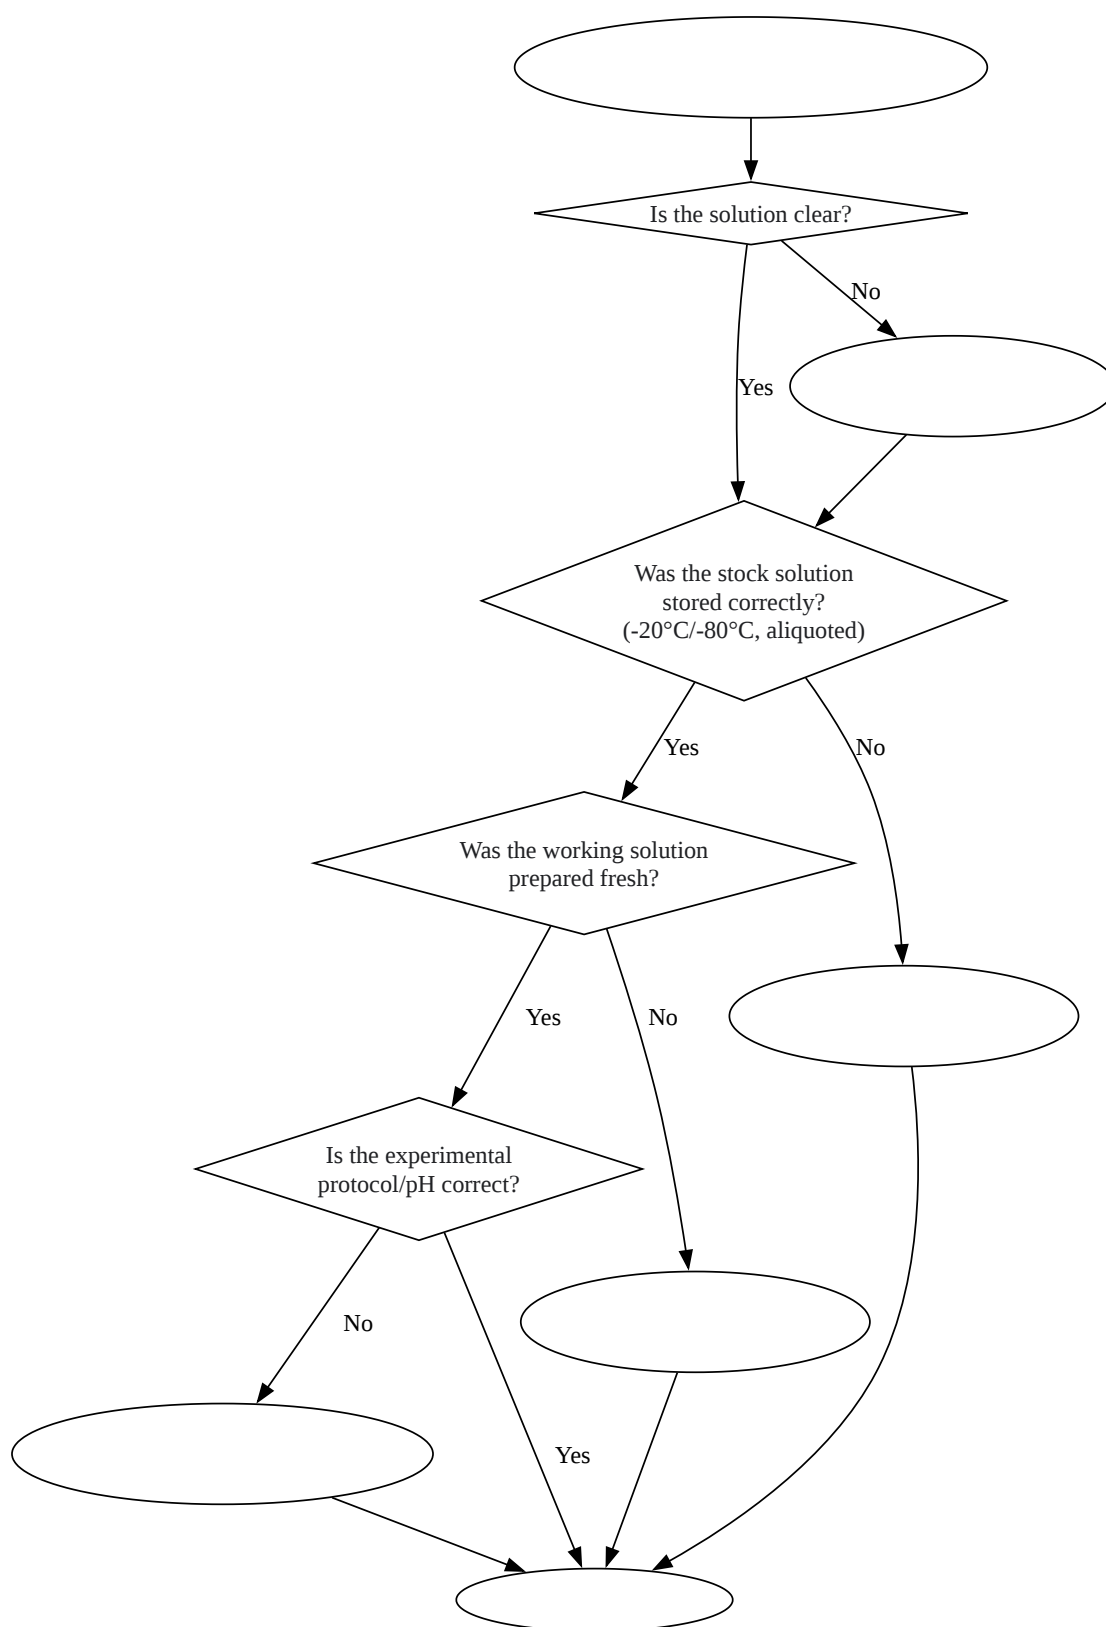 Is the solution clear?
No
Yes
Was the stock solution
stored correctly?
(-20°C/-80°C, aliquoted)
Yes
No
Was the working solution
prepared fresh?
Yes
No
Is the experimental
protocol/pH correct?
No
Yes